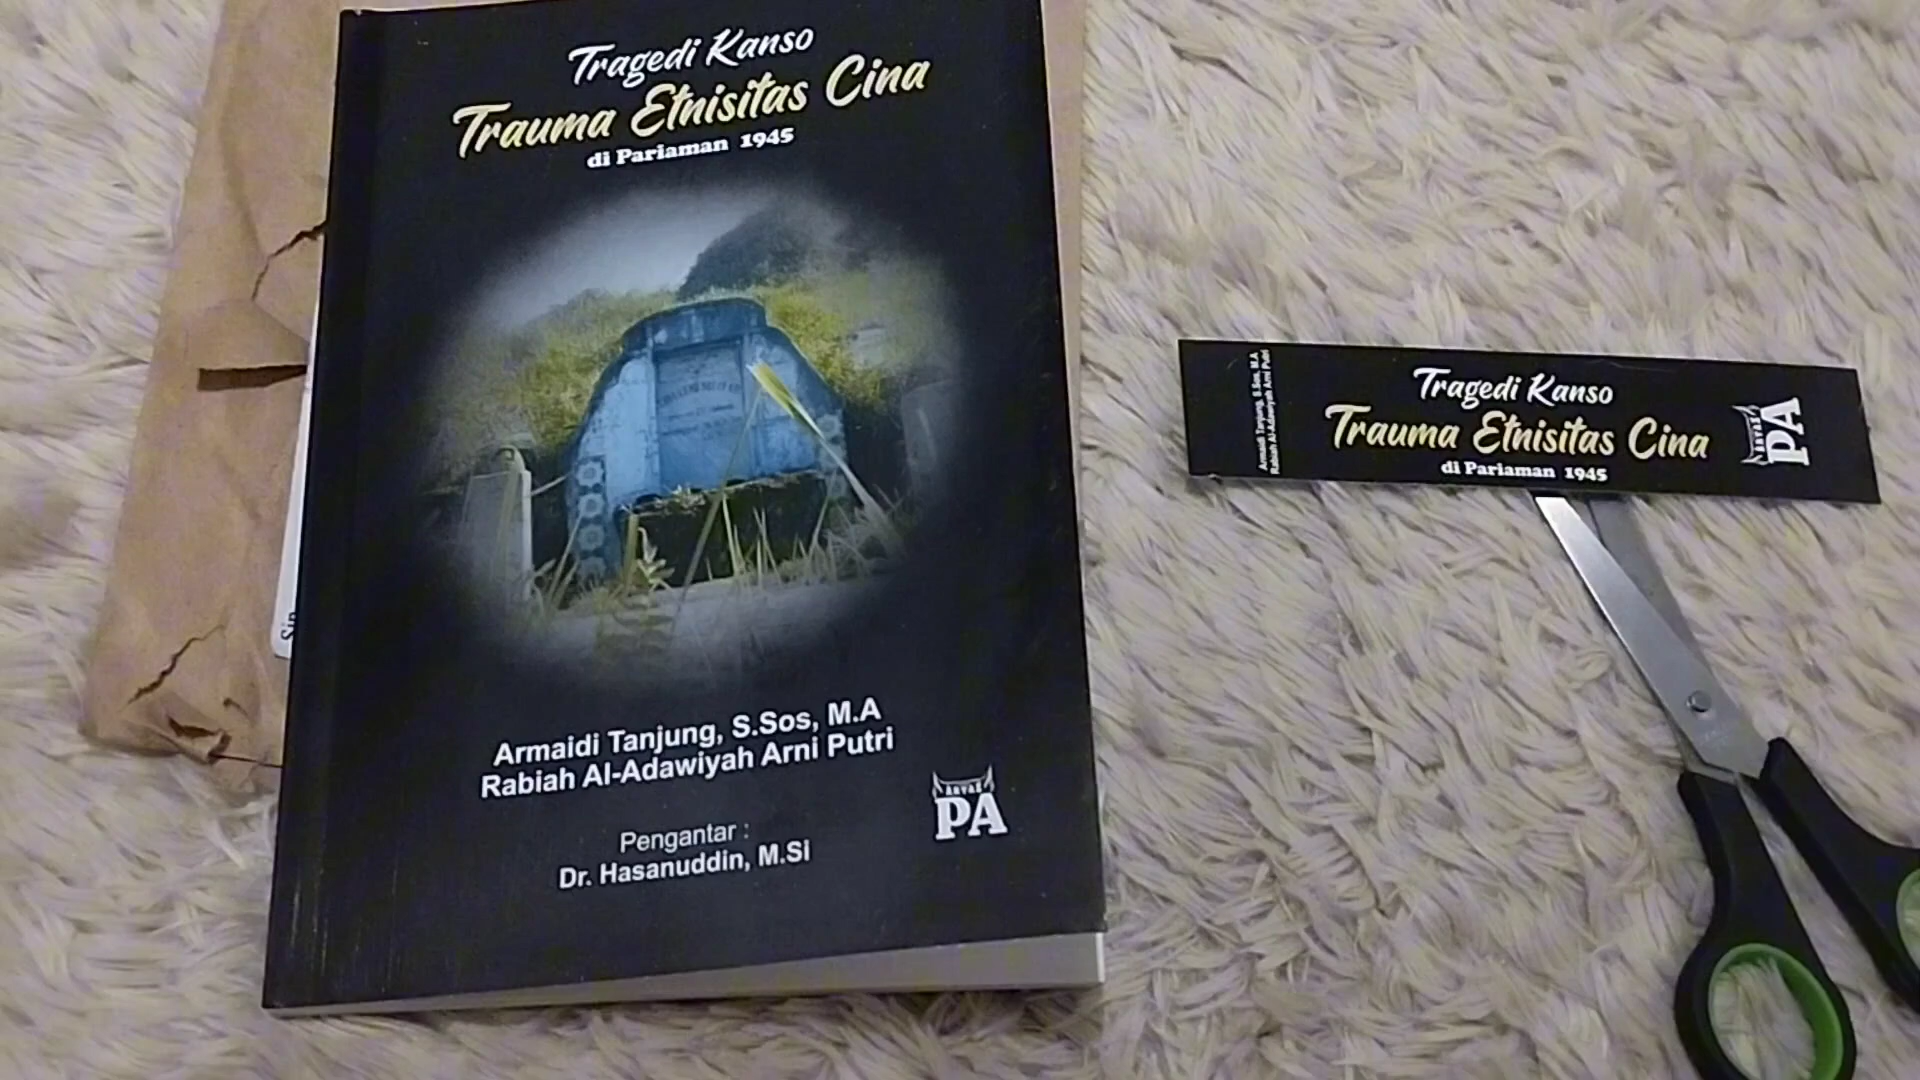 Tragedi Kanso
Trauma Etnisitas Cina
di Pariaman 1945
Armaidi Tanjung, S.Sos, M.A
Rabiah Al-Adawiyah Arni Putri
Pengantar :
Dr. Hasanuddin, M.Si
PA
Armaidi Tanjung, S.Sos, M.A
Rabiah Al-Adawiyah Arni Putri
Tragedi Kanso
Trauma Etnisitas Cina
di Pariaman 1945
PA